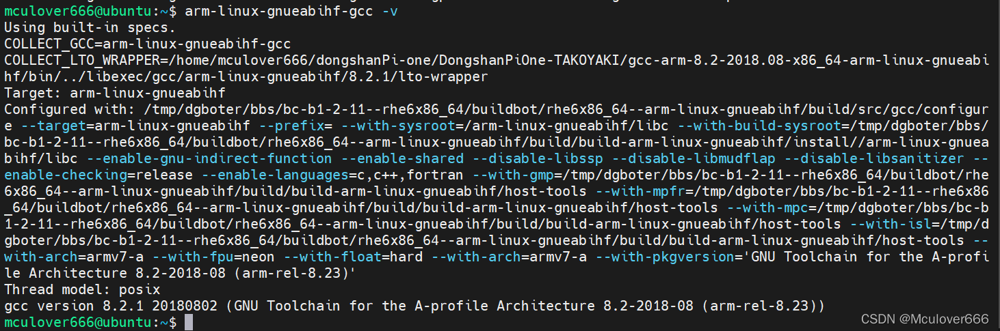 mculover666@ubuntu:~$ arm-linux-gnueabihf-gcc -v
Using built-in specs.
COLLECT_GCC=arm-linux-gnueabihf-gcc
COLLECT_LTO_WRAPPER=/home/mculover666/dongshanPi-one/DongshanPiOne-TAKOYAKI/gcc-arm-8.2-2018.08-x86_64-arm-linux-gnueabi
hf/bin/../libexec/gcc/arm-linux-gnueabihf/8.2.1/lto-wrapper
Target: arm-linux-gnueabihf
Configured with: /tmp/dgboter/bbs/bc-b1-2-11--rhe6x86_64/buildbot/rhe6x86_64--arm-linux-gnueabihf/build/src/gcc/configur
e --target=arm-linux-gnueabihf --prefix= --with-sysroot=/arm-linux-gnueabihf/libc --with-build-sysroot=/tmp/dgboter/bbs/
bc-b1-2-11--rhe6x86_64/buildbot/rhe6x86_64--arm-linux-gnueabihf/build/build-arm-linux-gnueabihf/install//arm-linux-gnuea
bihf/libc --enable-gnu-indirect-function --enable-shared --disable-libssp --disable-libmudflap --disable-libsanitizer --
enable-checking=release --enable-languages=c,c++,fortran --with-gmp=/tmp/dgboter/bbs/bc-b1-2-11--rhe6x86_64/buildbot/rhe
6x86_64--arm-linux-gnueabihf/build/build-arm-linux-gnueabihf/host-tools --with-mpfr=/tmp/dgboter/bbs/bc-b1-2-11--rhe6x86
_64/buildbot/rhe6x86_64--arm-linux-gnueabihf/build/build-arm-linux-gnueabihf/host-tools --with-mpc=/tmp/dgboter/bbs/bc-b
1-2-11--rhe6x86_64/buildbot/rhe6x86_64--arm-linux-gnueabihf/build/build-arm-linux-gnueabihf/host-tools --with-isl=/tmp/d
gboter/bbs/bc-b1-2-11--rhe6x86_64/buildbot/rhe6x86_64--arm-linux-gnueabihf/build/build-arm-linux-gnueabihf/host-tools --
with-arch=armv7-a --with-fpu=neon --with-float=hard --with-arch=armv7-a --with-pkgversion='GNU Toolchain for the A-profi
le Architecture 8.2-2018-08 (arm-rel-8.23)'
Thread model: posix
gcc version 8.2.1 20180802 (GNU Toolchain for the A-profile Architecture 8.2-2018-08 (arm-rel-8.23))
mculover666@ubuntu:~$
CSDN @Mculover666